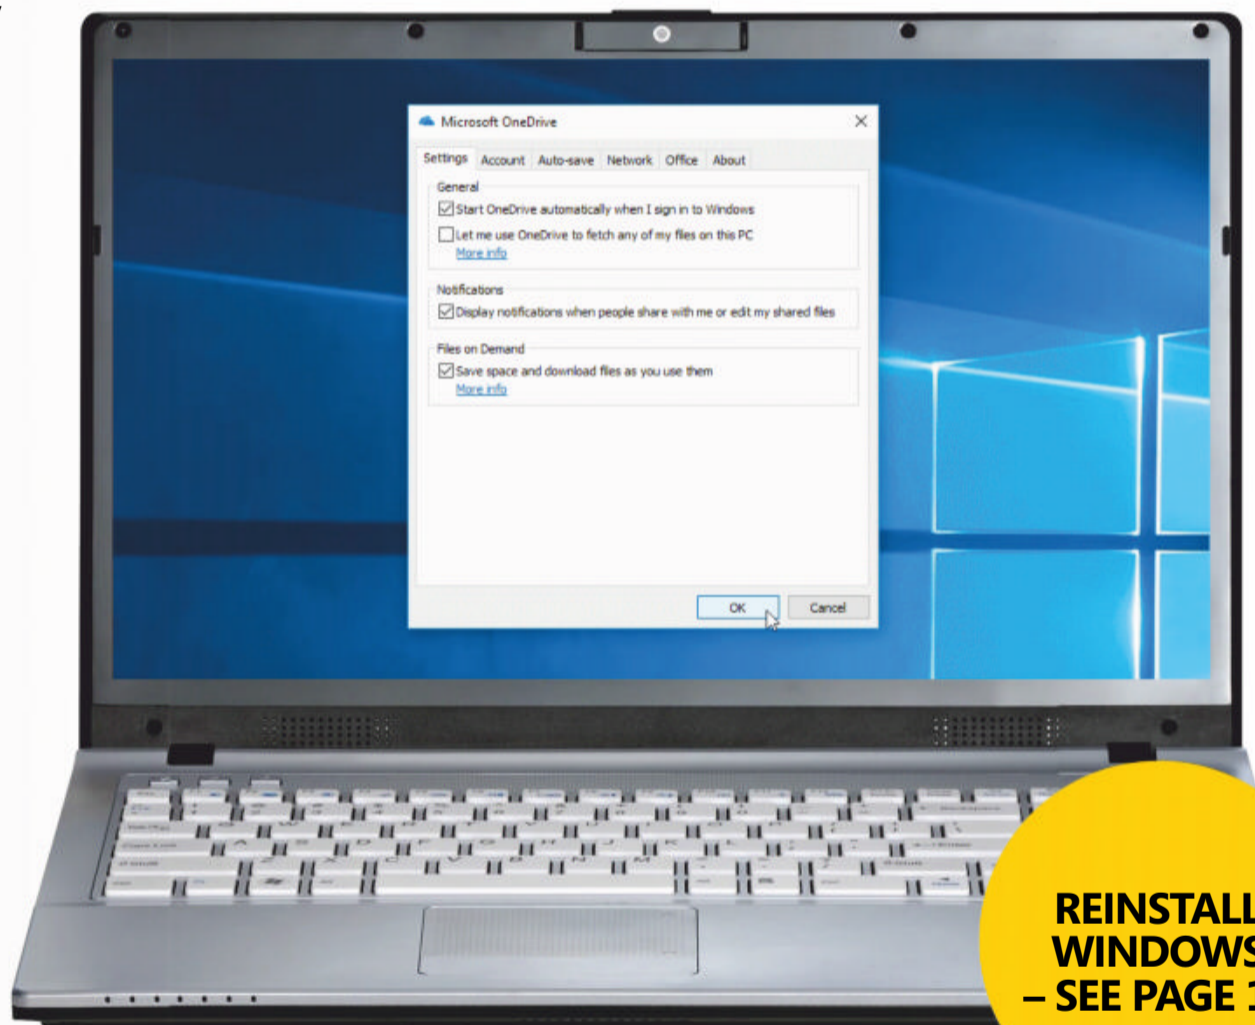 Microsoft OneDrive
Settings Account Auto-save Network Office About
General
Start OneDrive automatically when I sign in to Windows
Let me use OneDrive to fetch any of my files on this PC
More info
Notifications
Display notifications when people share with me or edit my shared files
Files on Demand
Save space and download files as you use them
More info
OK Cancel
REINSTALL
WINDOWS
– SEE PAGE